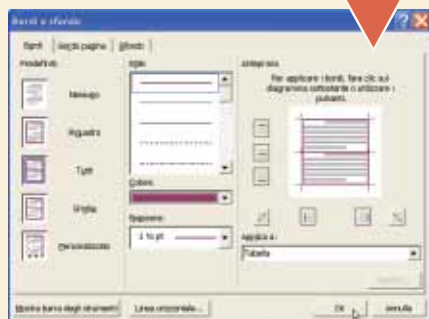 Bordi e sfondo
Bordi
Bordo pagina
Sfondo
Predefinito
Nessuno
Riquadro
Tutti
Griglia
Personalizzato
Stile:
Colore:
Spessore:
1 ½ pt
Anteprima
Per applicare i bordi, fare clic sul
diagramma sottostante o utilizzare i
pulsanti.
Applica a:
Tabella
Mostra barra degli strumenti
Linea orizzontale...
OK
Annulla